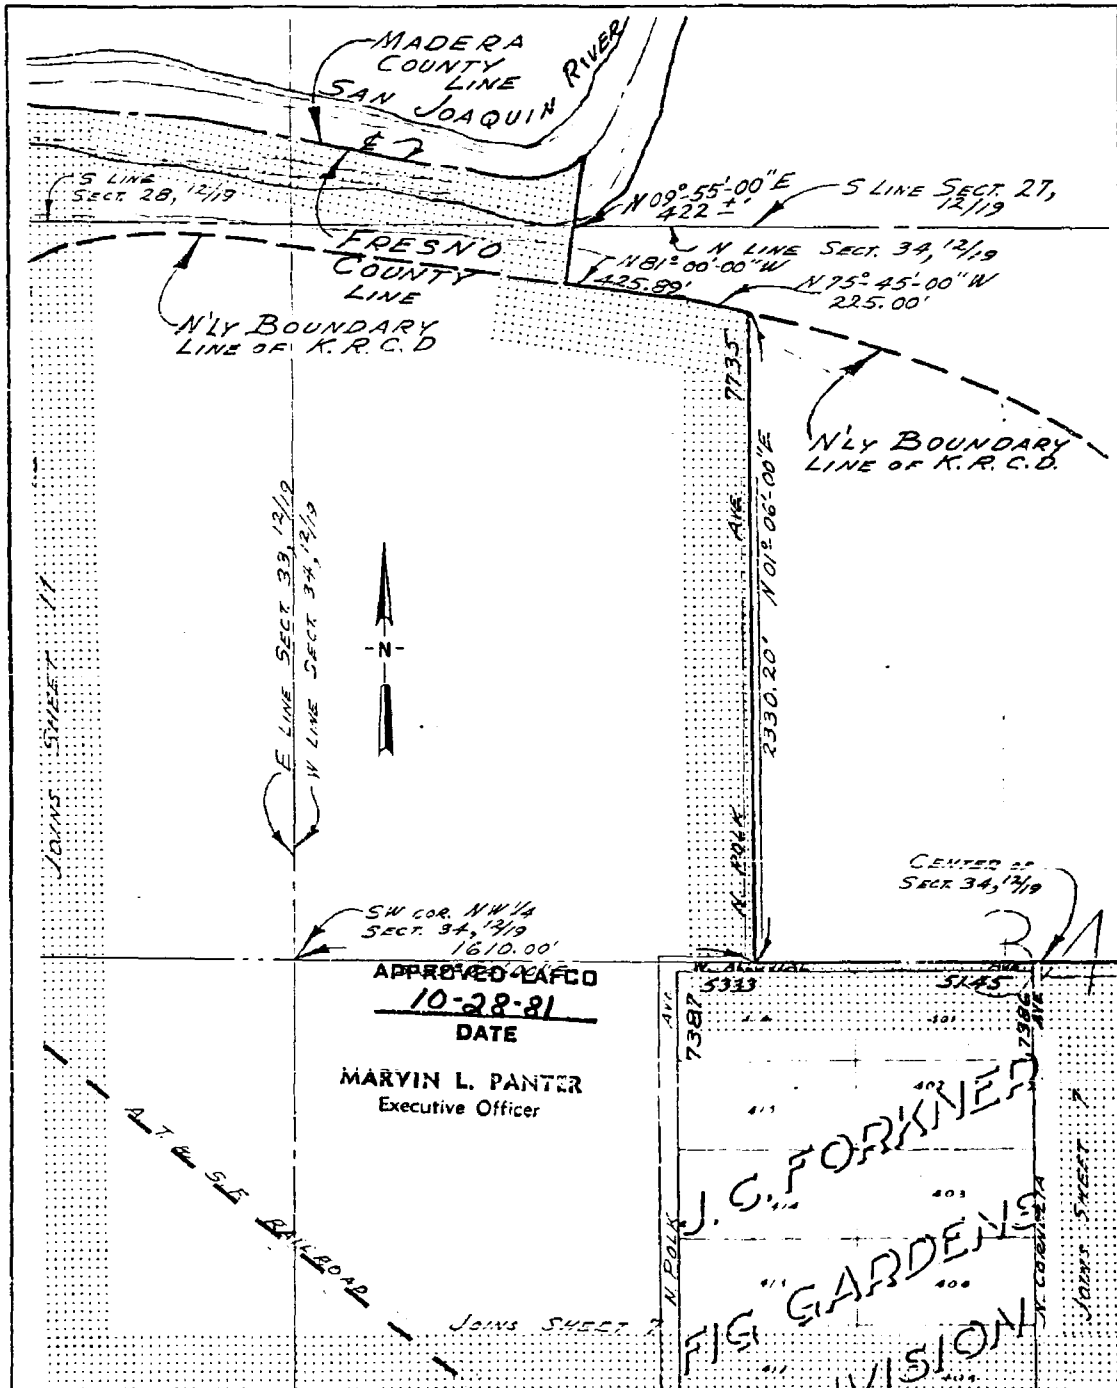 MADERA
COUNTY
LINE
SAN JOAQUIN RIVER
S LINE
SECT. 28, 12/19
N 09°-55'-00" E
422 ±'
S LINE SECT. 27,
12/19
N LINE SECT. 34, 12/19
N 81°-00'-00" W
425.89'
N 75°-45'-00" W
225.00'
FRESNO
COUNTY
LINE
N'LY BOUNDARY
LINE OF K.R.C.D
7735
N'LY BOUNDARY
LINE OF K.R.C.D.
N. POLK AVE
2330.20' N 01°-06'-00" E
E LINE SECT. 33, 12/19
W LINE SECT. 34, 12/19
-N-
JOINS SHEET 11
CENTER OF
SECT. 34, 12/19
34
SW COR. NW 1/4
SECT. 34, 12/19
1610.00'
APPROVED-LAFCO
10-28-81
DATE
MARVIN L. PANTER
Executive Officer
W. AVE
5333 5145
AVE
7387
7386
AVE
401
402
413
403
414
404
J.C. FORKNER
FIG GARDENS
VISION
N POLK
N. CORNELIA
JOINS SHEET 7
A.T. & S.F. RAILROAD
JOINS SHEET 7